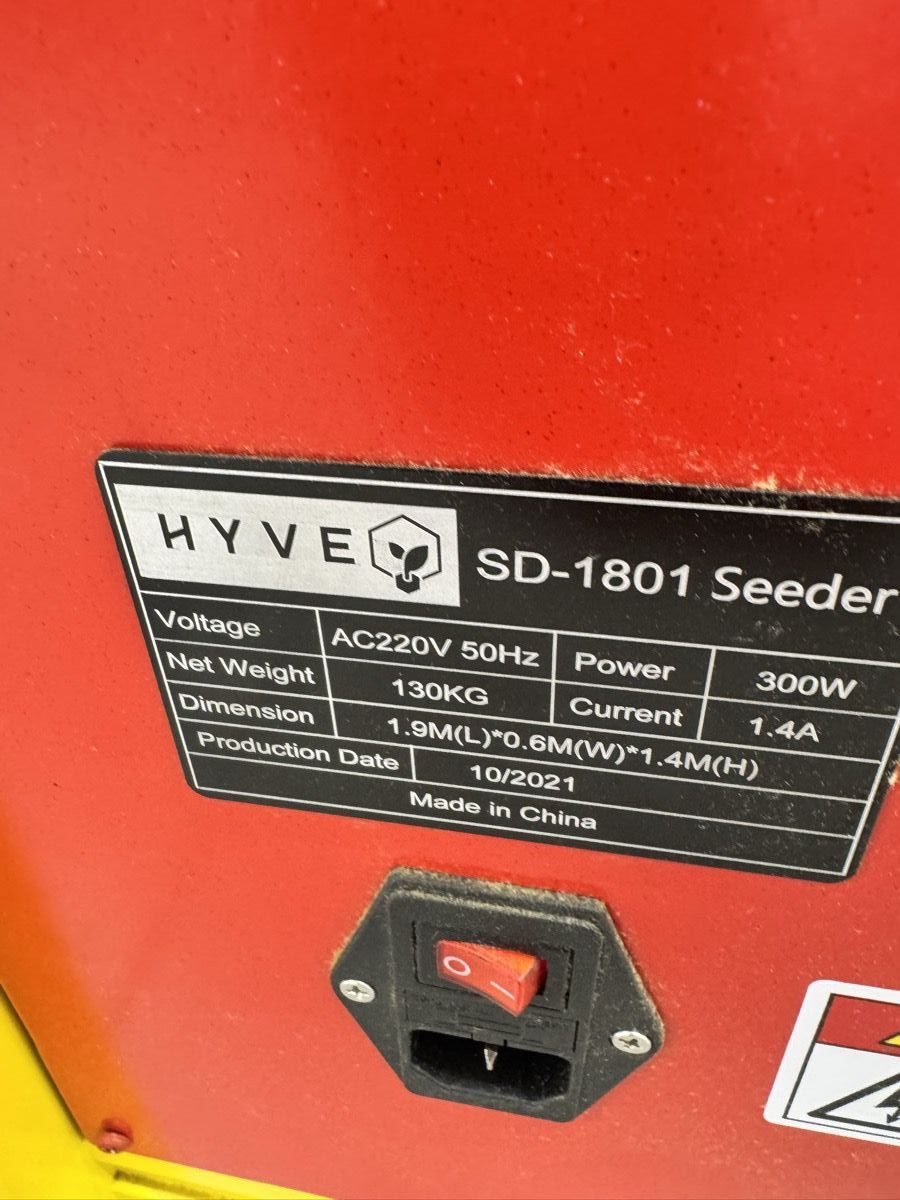 HYVE
SD-1801 Seeder
Voltage AC220V 50Hz Power 300W
Net Weight 130KG Current 1.4A
Dimension 1.9M(L)*0.6M(W)*1.4M(H)
Production Date 10/2021
Made in China
O I